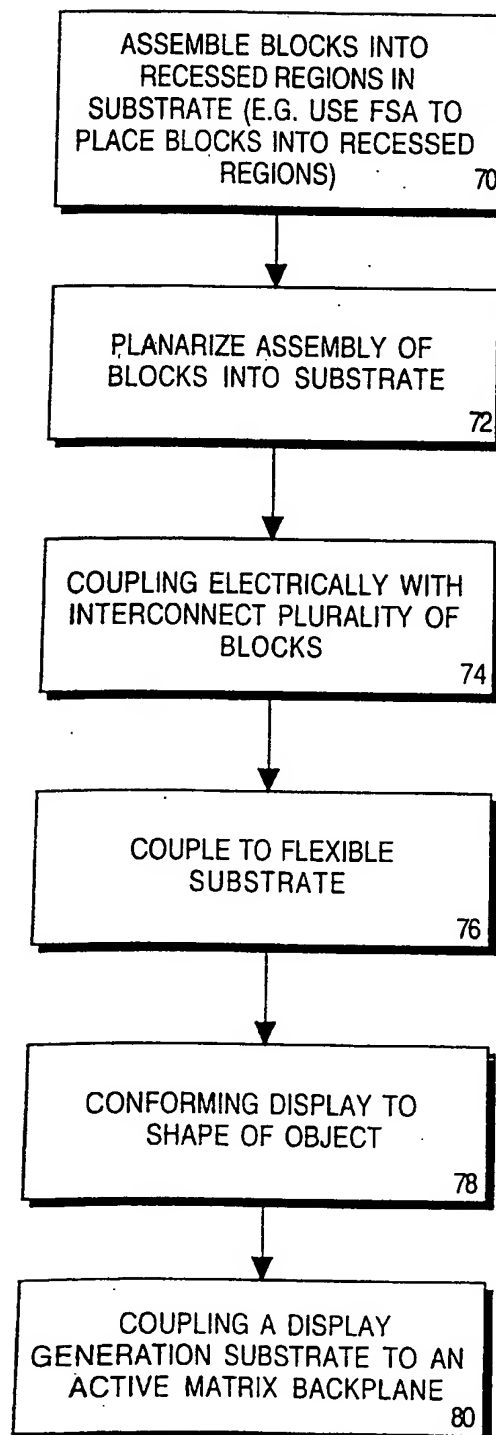 ASSEMBLE BLOCKS INTO
RECESSED REGIONS IN
SUBSTRATE (E.G. USE FSA TO
PLACE BLOCKS INTO RECESSED
REGIONS)
70
PLANARIZE ASSEMBLY OF
BLOCKS INTO SUBSTRATE
72
COUPLING ELECTRICALLY WITH
INTERCONNECT PLURALITY OF
BLOCKS
74
COUPLE TO FLEXIBLE
SUBSTRATE
76
CONFORMING DISPLAY TO
SHAPE OF OBJECT
78
COUPLING A DISPLAY
GENERATION SUBSTRATE TO AN
ACTIVE MATRIX BACKPLANE
80